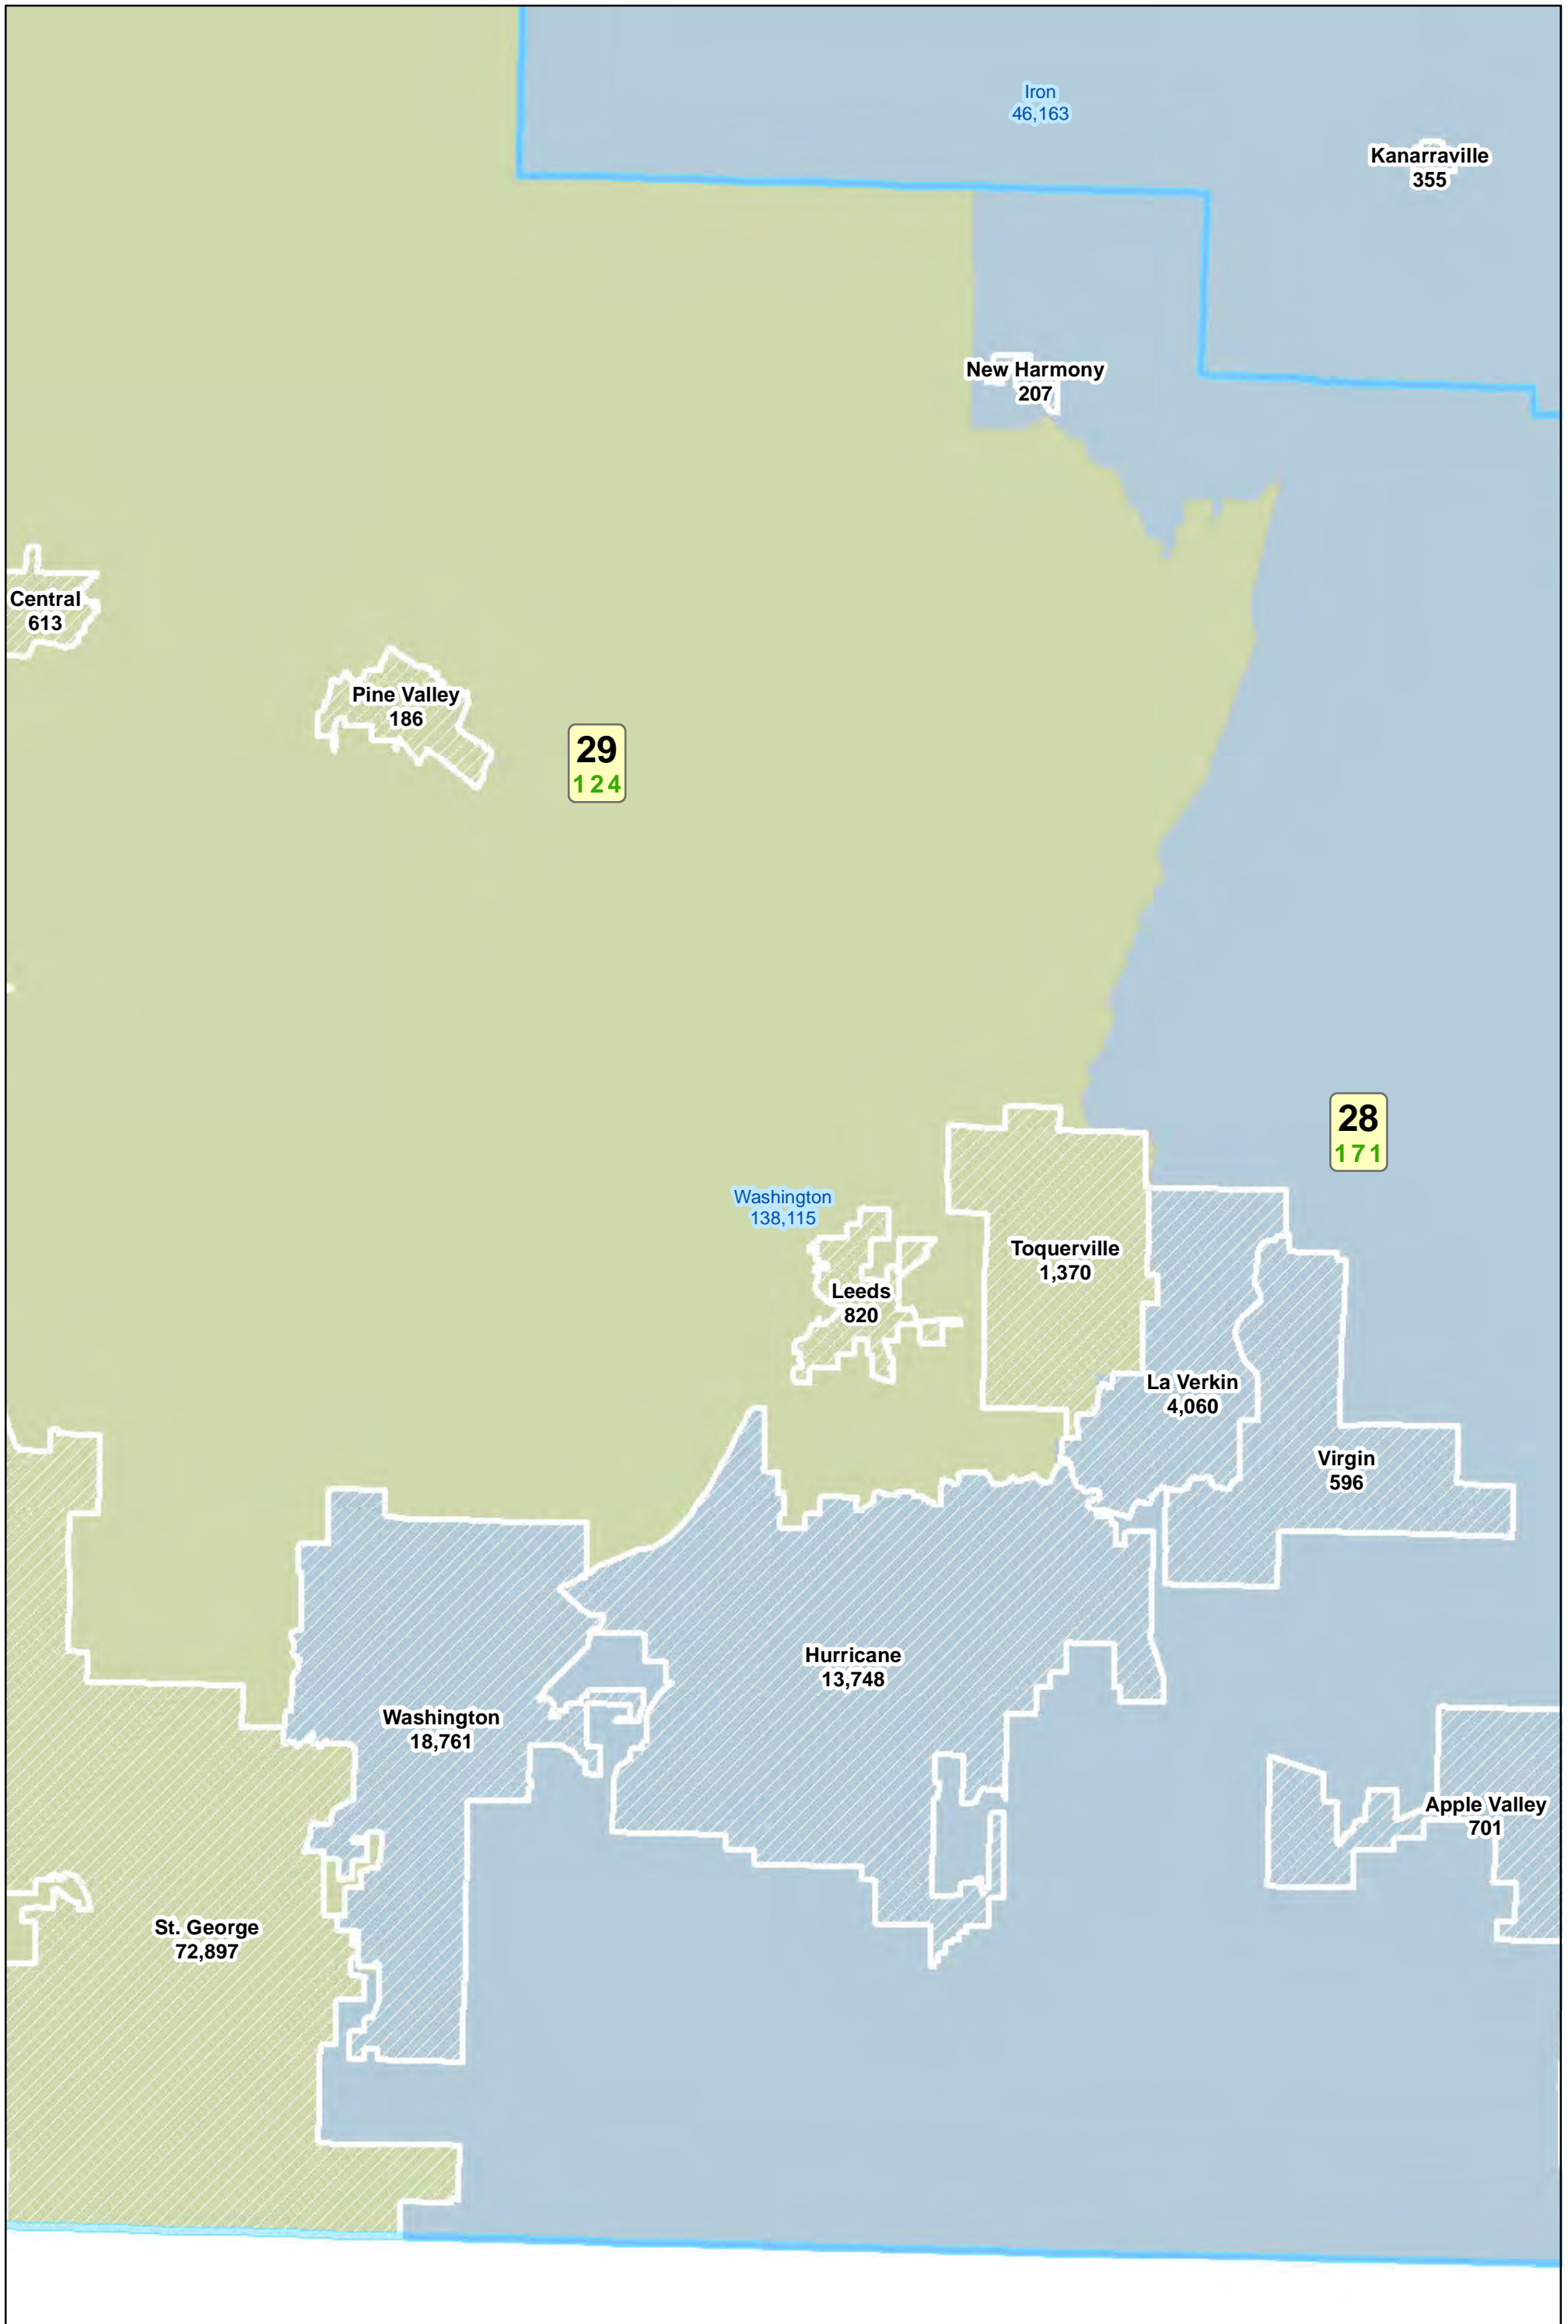 Iron
46,163
Kanarraville
355
New Harmony
207
Central
613
Pine Valley
186
29
124
28
171
Washington
138,115
Toquerville
1,370
Leeds
820
La Verkin
4,060
Virgin
596
Hurricane
13,748
Washington
18,761
Apple Valley
701
St. George
72,897